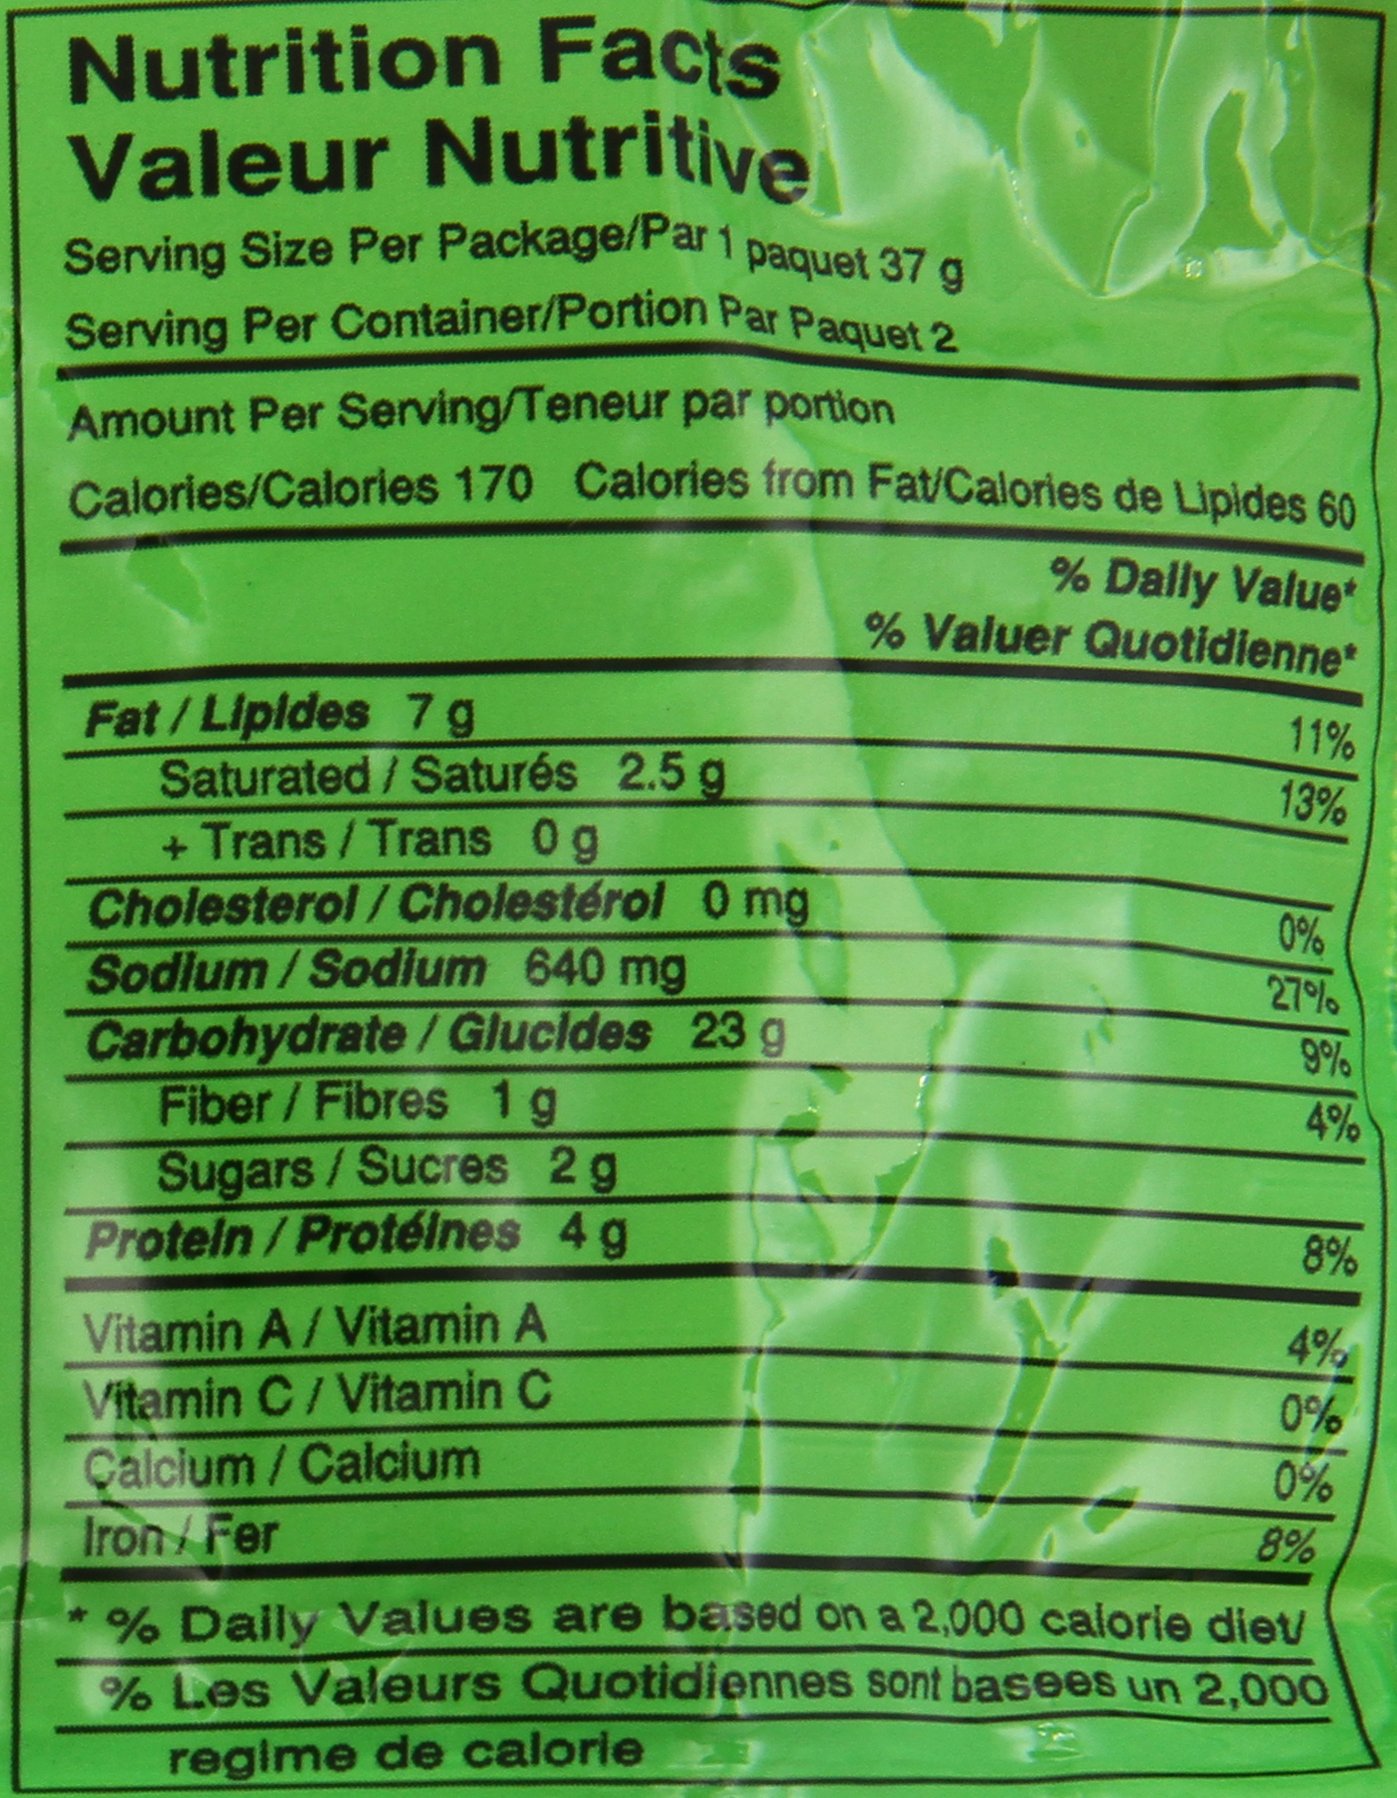 Nutrition Facts
Valeur Nutritive
Serving Size Per Package/Par 1 paquet 37 g
Serving Per Container/Portion Par Paquet 2
Amount Per Serving/Teneur par portion
Calories/Calories 170 Calories from Fat/Calories de Lipides 60
% Daily Value*
% Valuer Quotidienne*
Fat / Lipides 7 g 11%
Saturated / Saturés 2.5 g 13%
+ Trans / Trans 0 g
Cholesterol / Cholestérol 0 mg 0%
Sodium / Sodium 640 mg 27%
Carbohydrate / Glucides 23 g 9%
Fiber / Fibres 1 g 4%
Sugars / Sucres 2 g
Protein / Protéines 4 g 8%
Vitamin A / Vitamin A 4%
Vitamin C / Vitamin C 0%
Calcium / Calcium 0%
Iron / Fer 8%
* % Daily Values are based on a 2,000 calorie diet/
% Les Valeurs Quotidiennes sont basees un 2,000
regime de calorie